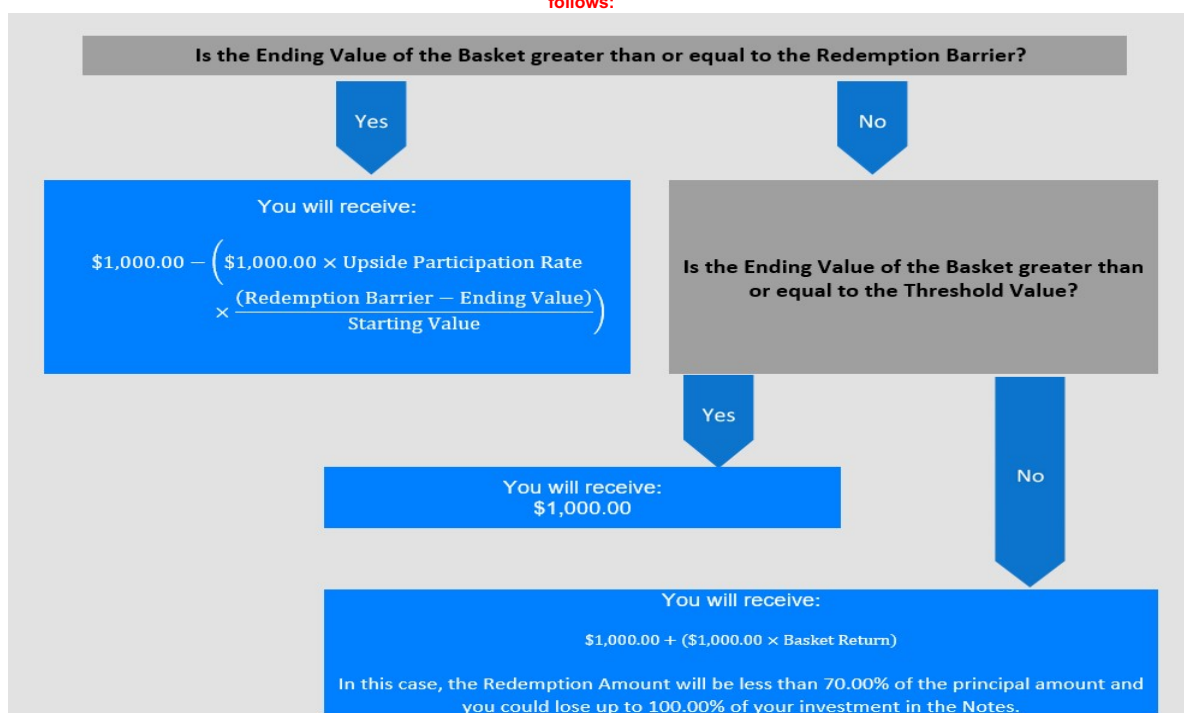 follows:
Is the Ending Value of the Basket greater than or equal to the Redemption Barrier?
Yes
No
You will receive:
$1,000.00 − ($1,000.00 × Upside Participation Rate
× (Redemption Barrier − Ending Value)
Starting Value)
Is the Ending Value of the Basket greater than
or equal to the Threshold Value?
Yes
No
You will receive:
$1,000.00
You will receive:
$1,000.00 + ($1,000.00 × Basket Return)
In this case, the Redemption Amount will be less than 70.00% of the principal amount and
you could lose up to 100.00% of your investment in the Notes.